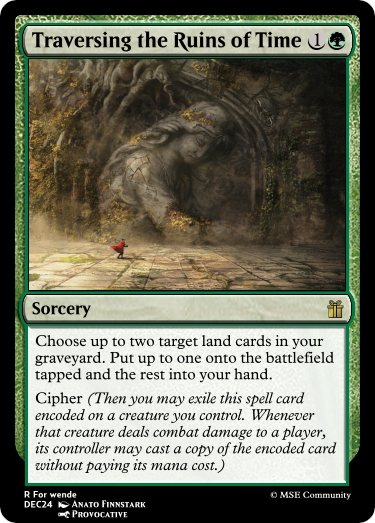 Traversing the Ruins of Time 1
Sorcery
Choose up to two target land cards in your
graveyard. Put up to one onto the battlefield
tapped and the rest into your hand.
Cipher (Then you may exile this spell card
encoded on a creature you control. Whenever
that creature deals combat damage to a player,
its controller may cast a copy of the encoded card
without paying its mana cost.)
R For wende
DEC24 Anato Finnstark
Provocative
© MSE Community